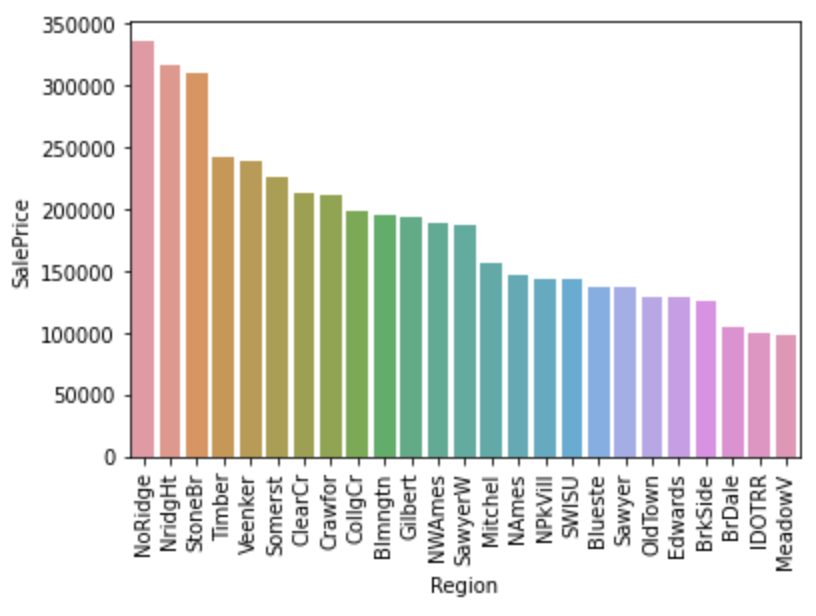 350000
300000
250000
200000
150000
100000
50000
0
SalePrice
NoRidge
NridgHt
StoneBr
Timber
Veenker
Somerst
ClearCr
Crawfor
CollgCr
Blmngtn
Gilbert
NWAmes
SawyerW
Mitchel
NAmes
NPkVill
SWISU
Blueste
Sawyer
OldTown
Edwards
BrkSide
BrDale
IDOTRR
MeadowV
Region